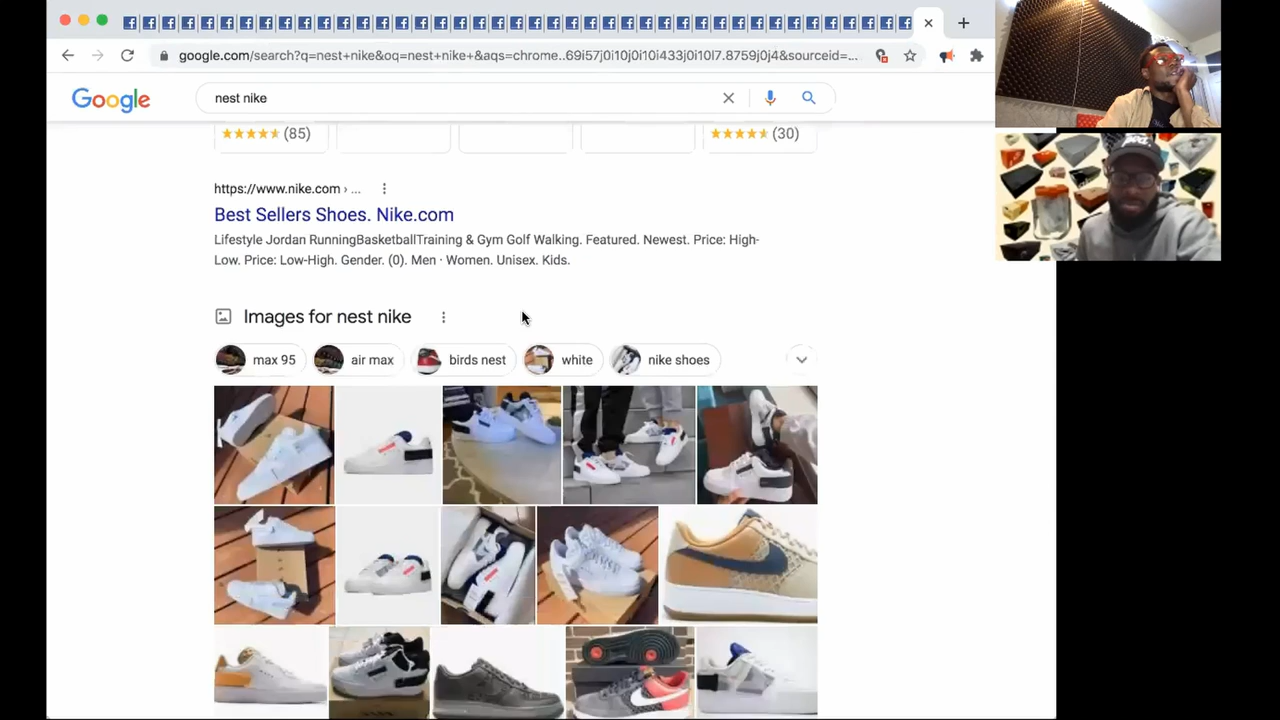 google.com/search?q=nest+nike&oq=nest+nike+&aqs=chrome..69i57j0i10j0i10i433j0i10l7.8759j0j4&sourceid=...
Google
nest nike
(85)
(30)
https://www.nike.com › ...
Best Sellers Shoes. Nike.com
Lifestyle Jordan RunningBasketballTraining & Gym Golf Walking. Featured. Newest. Price: High-
Low. Price: Low-High. Gender. (0). Men · Women. Unisex. Kids.
Images for nest nike
max 95
air max
birds nest
white
nike shoes